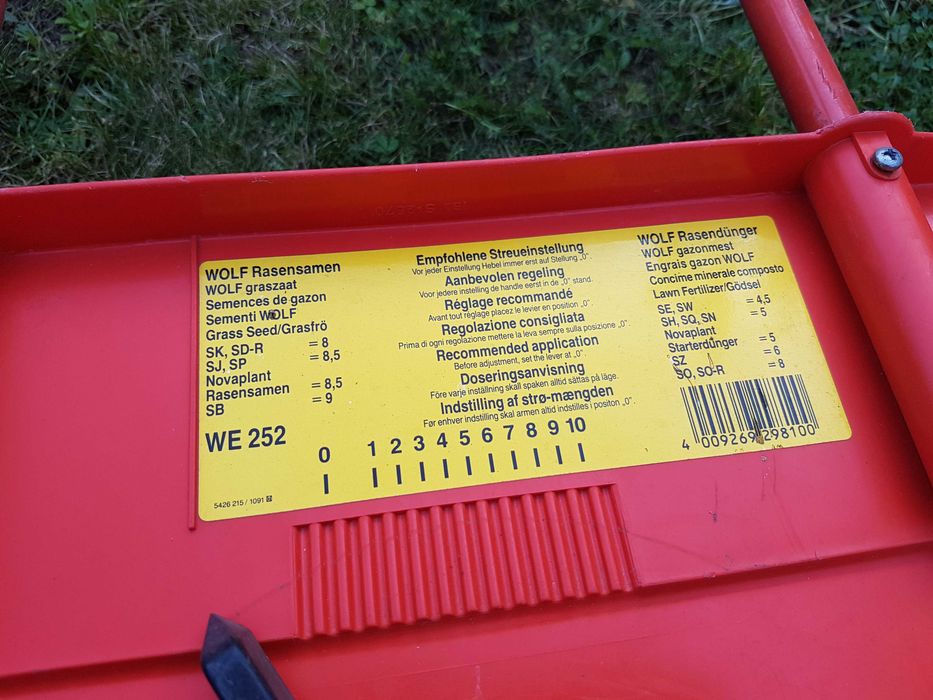 WOLF Rasensamen
WOLF graszaat
Semences de gazon
Sementi WOLF
Grass Seed/Grasfrö
SK, SD-R = 8
SJ, SP = 8,5
Novaplant
Rasensamen = 8,5
SB = 9
WE 252
5426 215 / 1091
Empfohlene Streueinstellung
Vor jeder Einstellung Hebel immer erst auf Stellung „0".
Aanbevolen regeling
Voor jedere instelling de handle eerst in de „0" stand.
Réglage recommandé
Avant tout réglage placez le levier en position „0".
Regolazione consigliata
Prima di ogni regolazione mettere la leva sempre sulla posizione „0".
Recommended application
Before adjustment, set the lever at „0".
Doseringsanvisning
Före varje inställning skall spaken alltid sättas på läge.
Indstilling af strø-mængden
Før enhver indstilling skal armen altid indstilles i positon „0".
0 1 2 3 4 5 6 7 8 9 10
WOLF Rasendünger
WOLF gazonmest
Engrais gazon WOLF
Concime minerale composto
Lawn Fertilizer/Gödsel
SE, SW = 4,5
SH, SQ, SN = 5
Novaplant
Starterdünger = 5
SZ = 6
SO, SO-R = 8
4 009269 298100